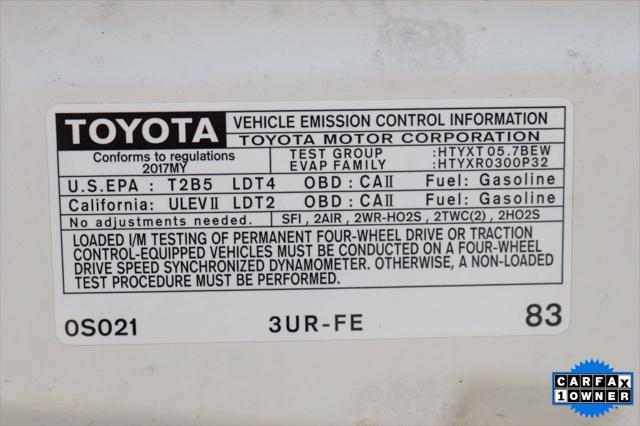 TOYOTA
VEHICLE EMISSION CONTROL INFORMATION
TOYOTA MOTOR CORPORATION
Conforms to regulations
2017MY
TEST GROUP :HTYXT05.7BEW
EVAP FAMILY :HTYXR0300P32
U.S.EPA : T2B5 LDT4 OBD : CAII Fuel: Gasoline
California: ULEVII LDT2 OBD : CAII Fuel: Gasoline
No adjustments needed. SFI , 2AIR , 2WR-HO2S , 2TWC(2) , 2HO2S
LOADED I/M TESTING OF PERMANENT FOUR-WHEEL DRIVE OR TRACTION
CONTROL-EQUIPPED VEHICLES MUST BE CONDUCTED ON A FOUR-WHEEL
DRIVE SPEED SYNCHRONIZED DYNAMOMETER. OTHERWISE, A NON-LOADED
TEST PROCEDURE MUST BE PERFORMED.
0S021 3UR-FE 83
CARFAX
1 OWNER